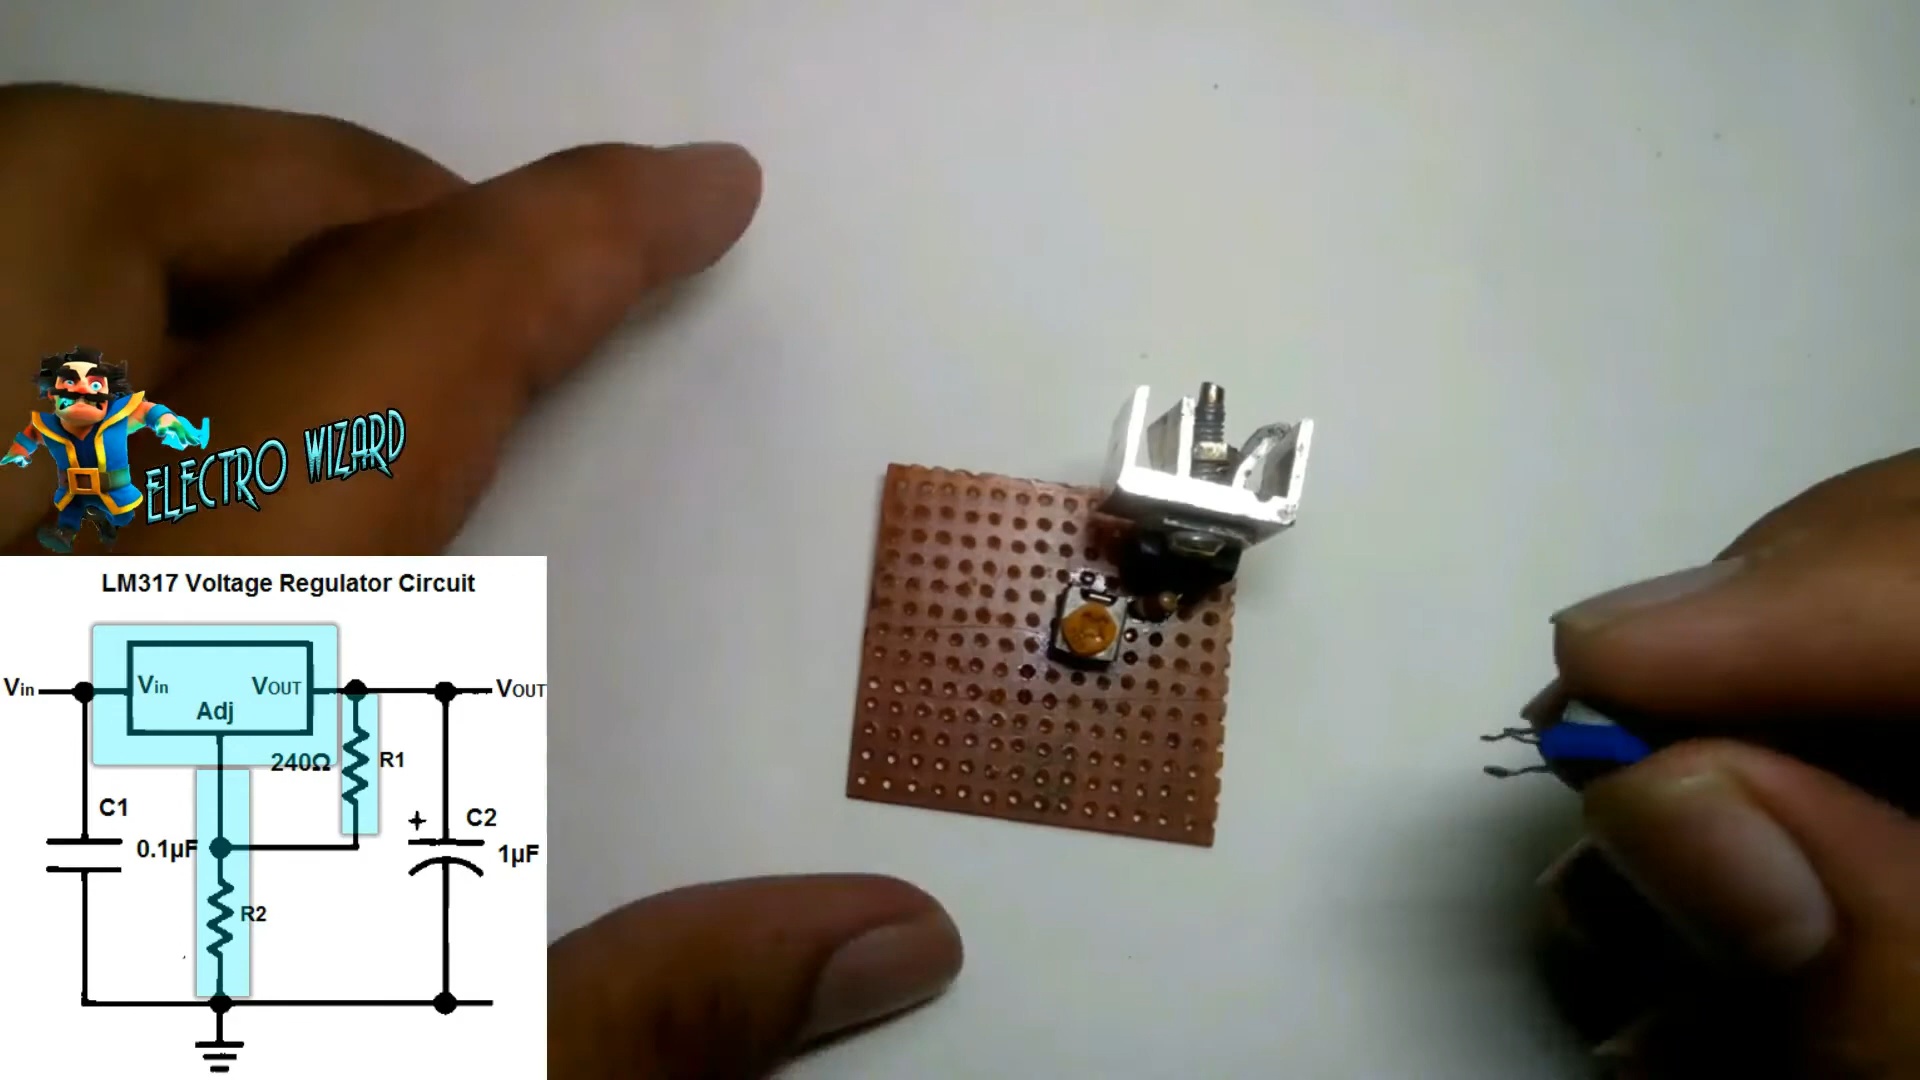 ELECTRO WIZARD
LM317 Voltage Regulator Circuit
Vin
Vin
VOUT
VOUT
Adj
240Ω
R1
C1
0.1µF
+
C2
1µF
R2